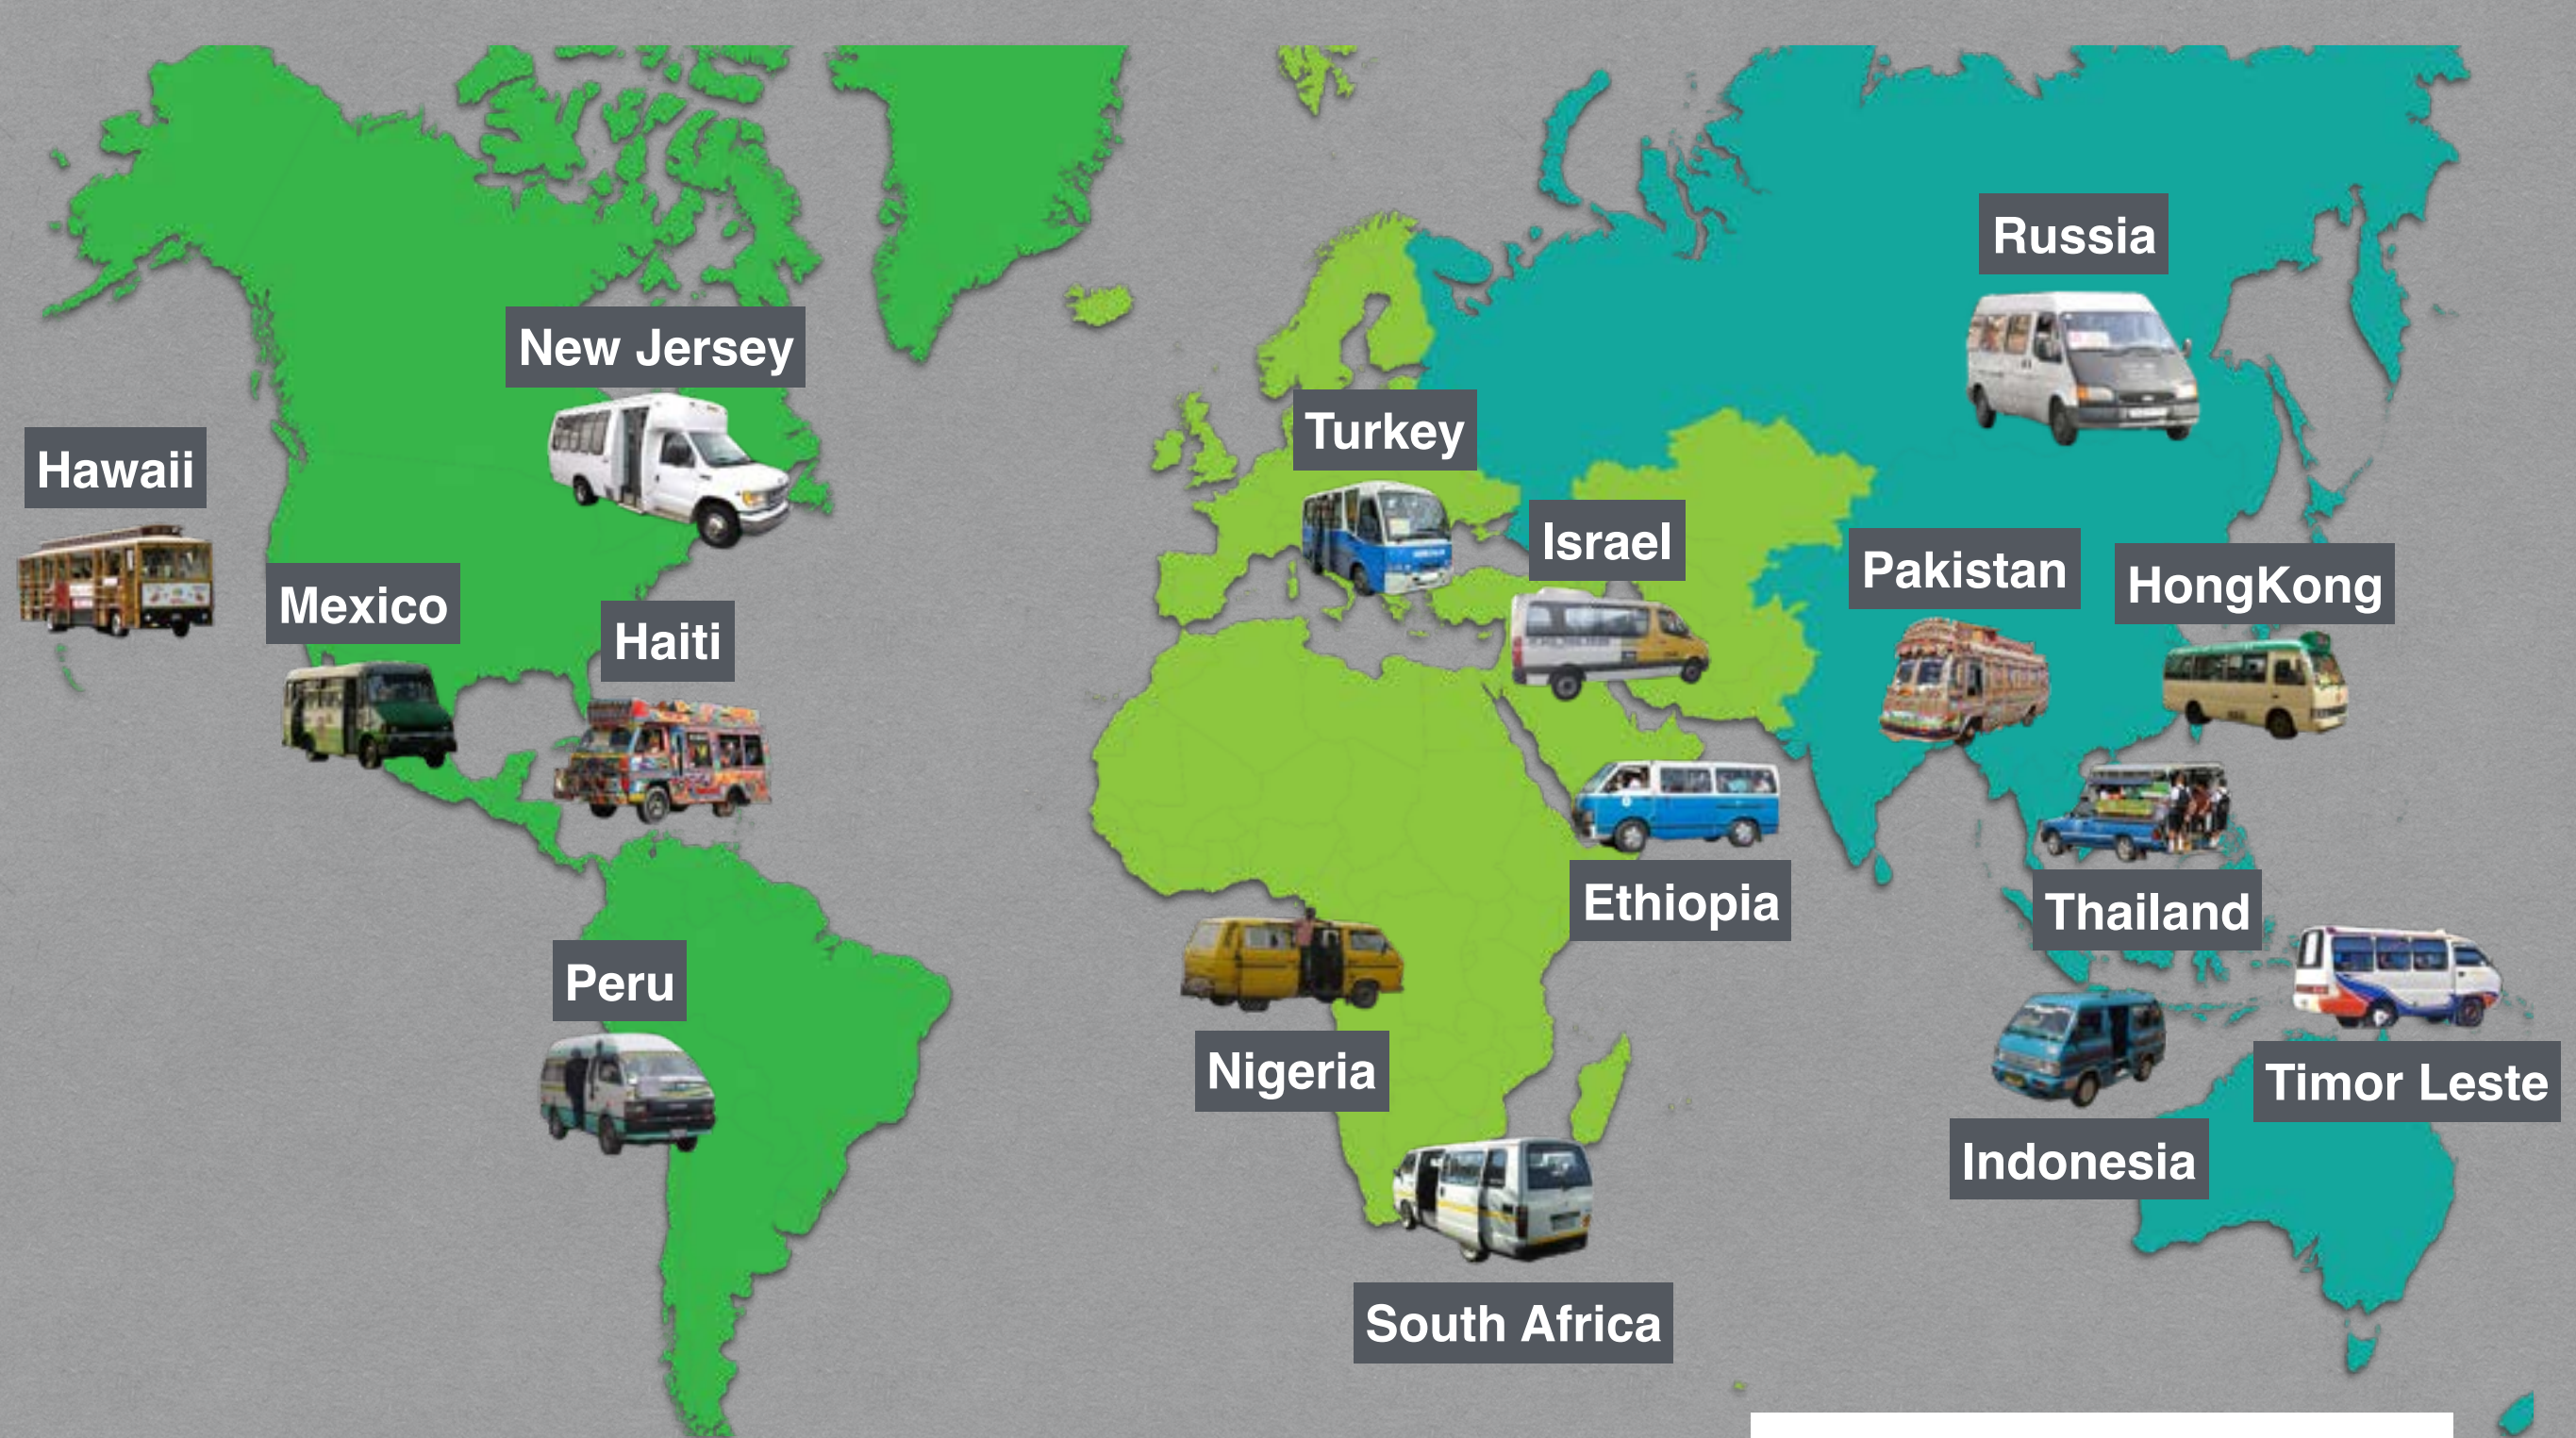 Russia
New Jersey
Turkey
Hawaii
Israel
Pakistan
HongKong
Mexico
Haiti
Ethiopia
Thailand
Peru
Nigeria
Timor Leste
Indonesia
South Africa